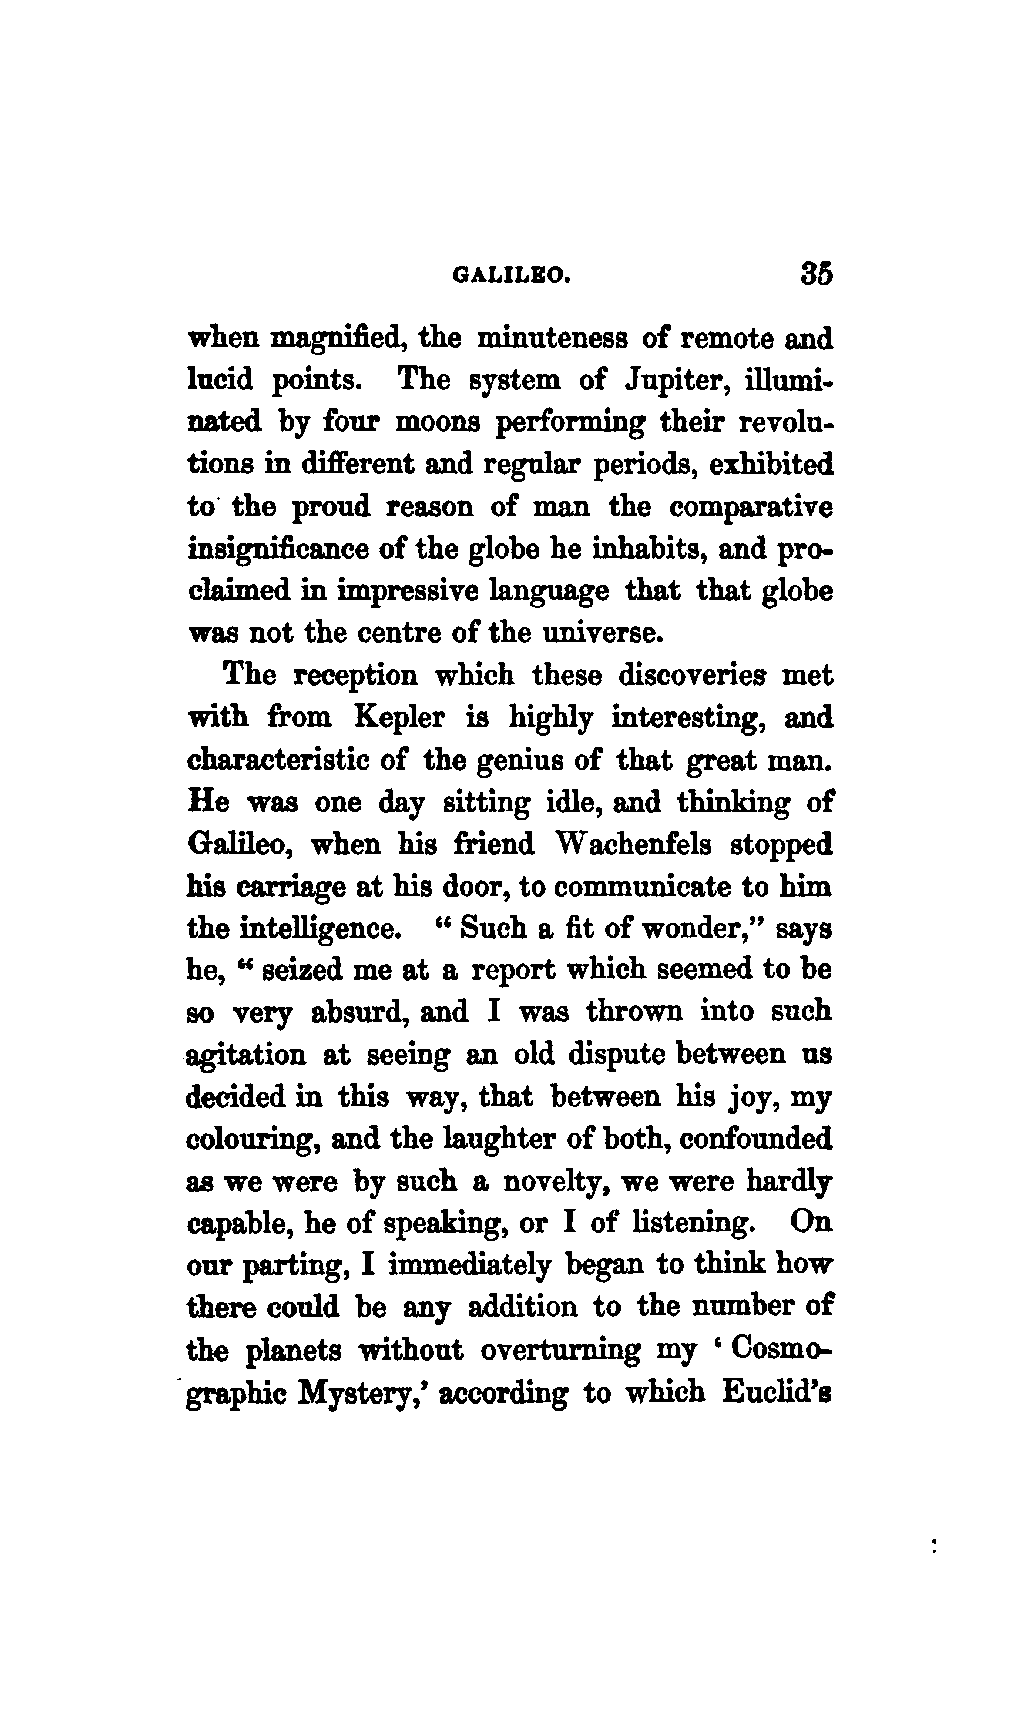 GALILEO. 35
when magnified, the minuteness of remote and
lucid points. The system of Jupiter, illumi-
nated by four moons performing their revolu-
tions in different and regular periods, exhibited
to the proud reason of man the comparative
insignificance of the globe he inhabits, and pro-
claimed in impressive language that that globe
was not the centre of the universe.
The reception which these discoveries met
with from Kepler is highly interesting, and
characteristic of the genius of that great man.
He was one day sitting idle, and thinking of
Galileo, when his friend Wachenfels stopped
his carriage at his door, to communicate to him
the intelligence. “ Such a fit of wonder,” says
he, “ seized me at a report which seemed to be
so very absurd, and I was thrown into such
agitation at seeing an old dispute between us
decided in this way, that between his joy, my
colouring, and the laughter of both, confounded
as we were by such a novelty, we were hardly
capable, he of speaking, or I of listening. On
our parting, I immediately began to think how
there could be any addition to the number of
the planets without overturning my ‘ Cosmo-
graphic Mystery,’ according to which Euclid’s